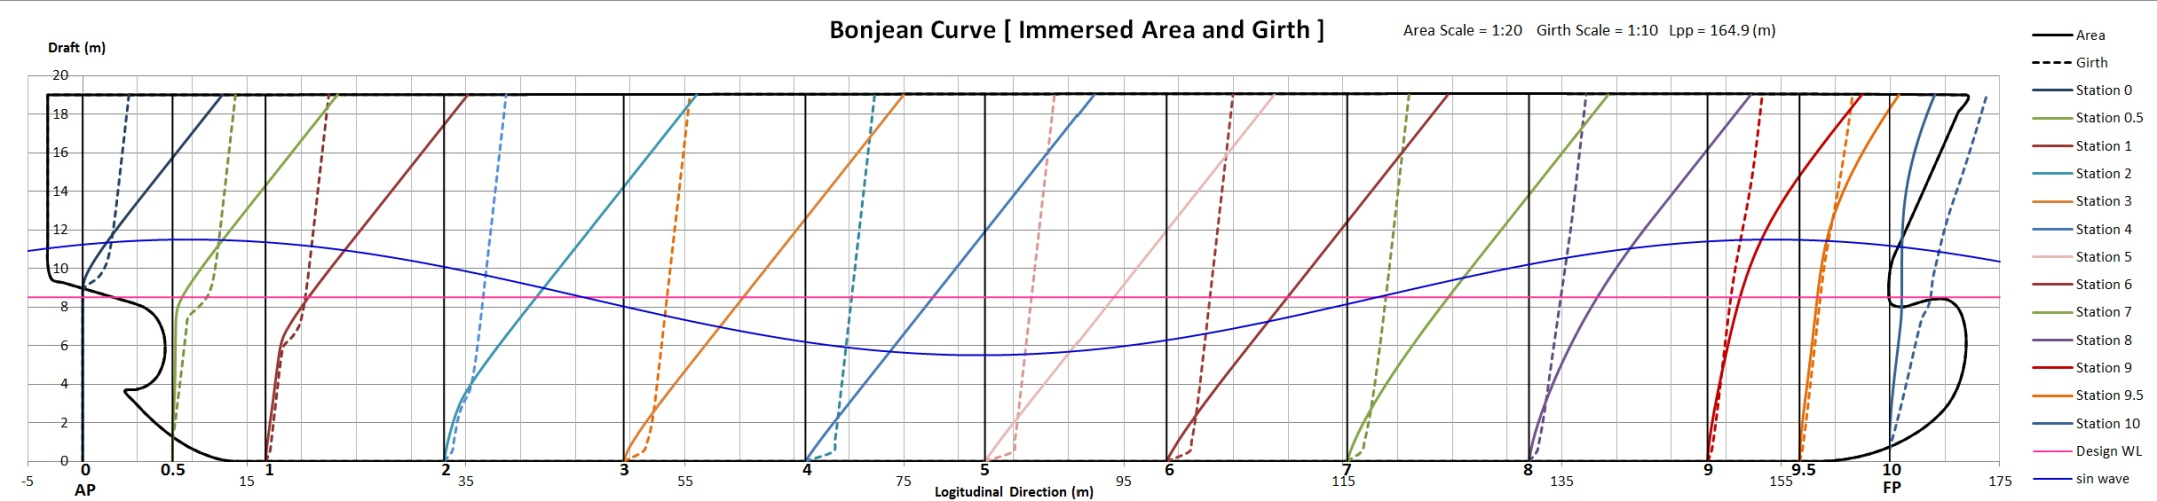 Bonjean Curve [ Immersed Area and Girth ]
Area Scale = 1:20 Girth Scale = 1:10 Lpp = 164.9 (m)
Draft (m)
20
18
16
14
12
10
8
6
4
2
0
0 0.5 1 2 3 4 5 6 7 8 9 9.5 10
-5 AP 15 35 55 75 95 115 135 155 FP 175
Logitudinal Direction (m)
Area
Girth
Station 0
Station 0.5
Station 1
Station 2
Station 3
Station 4
Station 5
Station 6
Station 7
Station 8
Station 9
Station 9.5
Station 10
Design WL
sin wave